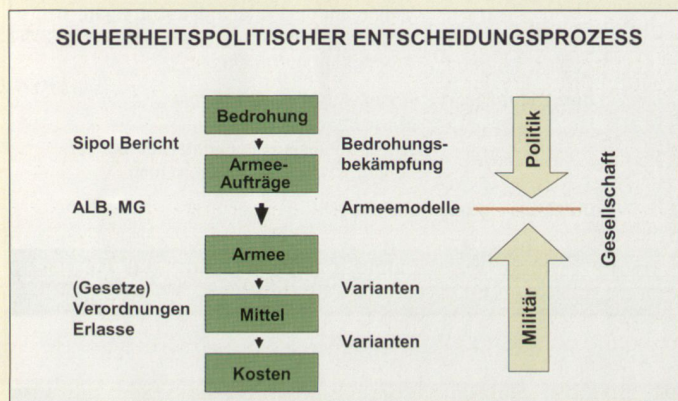 SICHERHEITSPOLITISCHER ENTSCHEIDUNGSPROZESS
Bedrohung
Sipol Bericht
Bedrohungs-
bekämpfung
Armee-
Aufträge
ALB, MG
Armeemodelle
Armee
(Gesetze)
Verordnungen
Erlasse
Varianten
Mittel
Varianten
Kosten
Politik
Militär
Gesellschaft